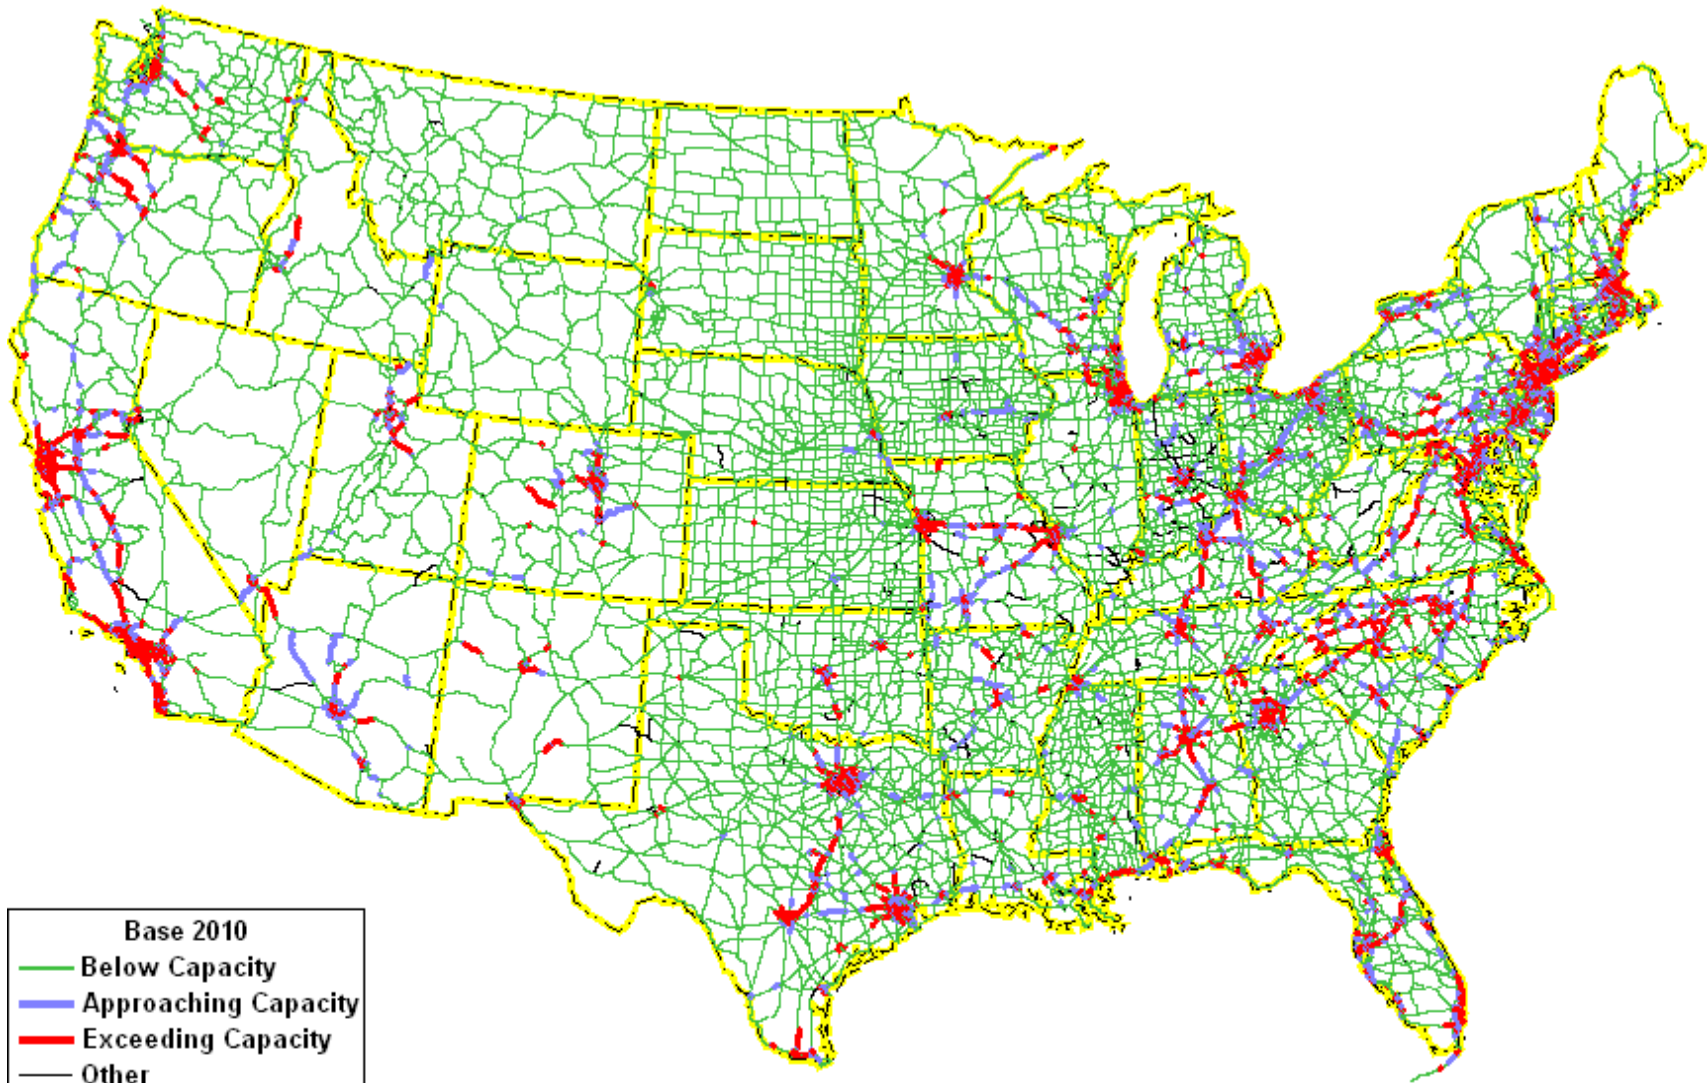 Base 2010
Below Capacity
Approaching Capacity
Exceeding Capacity
Other